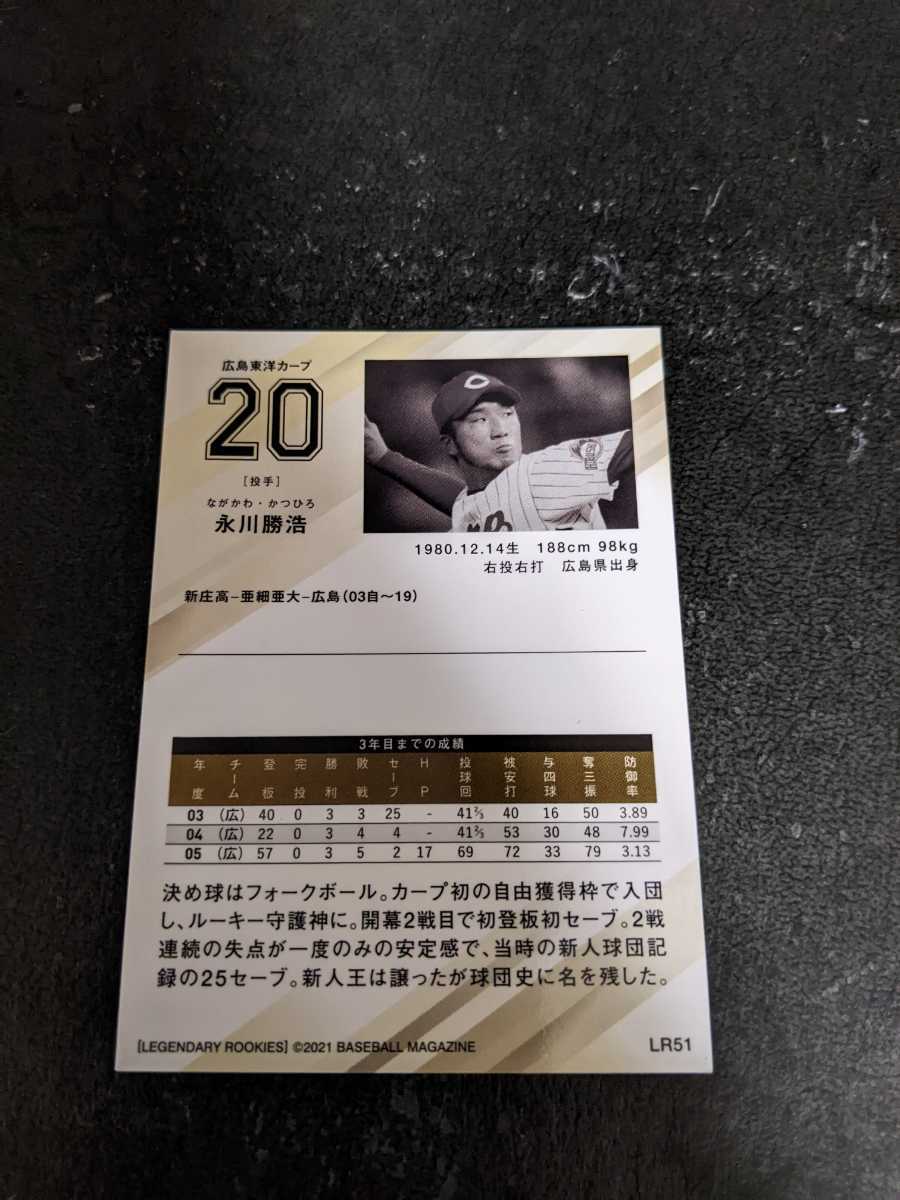 広島東洋カープ
20
[投手]
ながかわ・かつひろ
永川勝浩
1980.12.14生 188cm 98kg
右投右打 広島県出身
新庄高−亜細亜大−広島(03自〜19)
3年目までの成績
年度 チーム 登板 完投 勝利 敗戦 セーブ HP 投球回 被安打 与四球 奪三振 防御率
03 (広) 40 0 3 3 25 - 41⅔ 40 16 50 3.89
04 (広) 22 0 3 4 4 - 41⅔ 53 30 48 7.99
05 (広) 57 0 3 5 2 17 69 72 33 79 3.13
決め球はフォークボール。カープ初の自由獲得枠で入団
し、ルーキー守護神に。開幕2戦目で初登板初セーブ。2戦
連続の失点が一度のみの安定感で、当時の新人球団記
録の25セーブ。新人王は譲ったが球団史に名を残した。
[LEGENDARY ROOKIES] ©2021 BASEBALL MAGAZINE
LR51